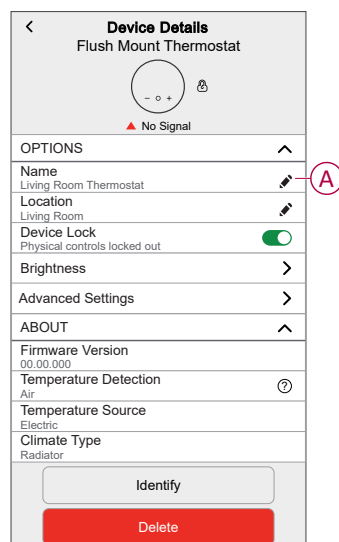 Device Details
Flush Mount Thermostat
No Signal
OPTIONS
Name
Living Room Thermostat
A
Location
Living Room
Device Lock
Physical controls locked out
Brightness
Advanced Settings
ABOUT
Firmware Version
00.00.000
Temperature Detection
Air
Temperature Source
Electric
Climate Type
Radiator
Identify
Delete